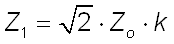 Z₁ = √2 · Zₒ · k